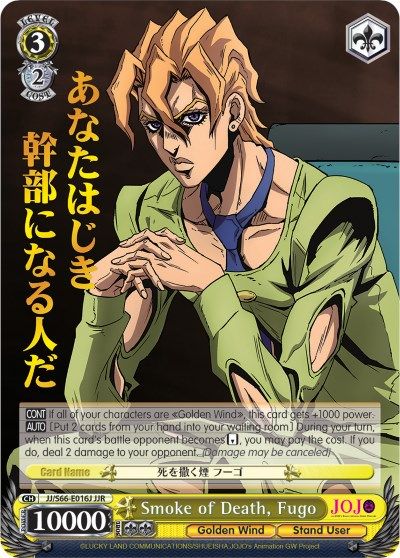 LEVEL
3
2
COST
あなたはじき
幹部になる人だ
CONT If all of your characters are «Golden Wind», this card gets +1000 power.
AUTO [Put 2 cards from your hand into your waiting room] During your turn,
when this card's battle opponent becomes , you may pay the cost. If you
do, deal 2 damage to your opponent. (Damage may be canceled)
Card Name
死を撒く煙 フーゴ
CH JJ/S66-E016J JJR
Smoke of Death, Fugo
JOJO
POWER
10000
SOUL
Golden Wind
Stand User
©LUCKY LAND COMMUNICATIONS/SHUEISHA,JOJO's Animation GW Project